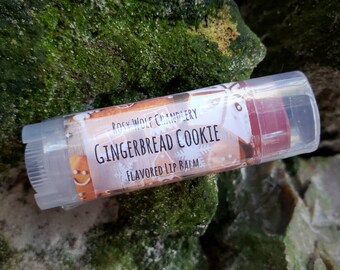 Rosy Wolf Chandlery
Gingerbread Cookie
Flavored Lip Balm